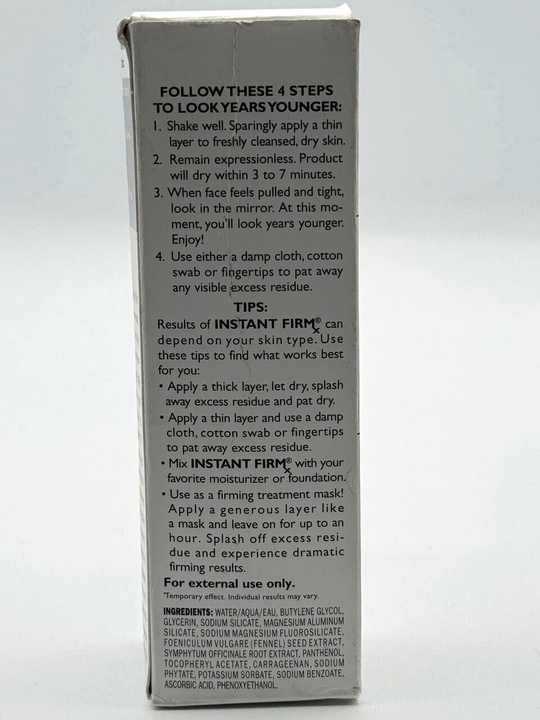 FOLLOW THESE 4 STEPS
TO LOOK YEARS YOUNGER:
1. Shake well. Sparingly apply a thin
layer to freshly cleansed, dry skin.
2. Remain expressionless. Product
will dry within 3 to 7 minutes.
3. When face feels pulled and tight,
look in the mirror. At this mo-
ment, you'll look years younger.
Enjoy!
4. Use either a damp cloth, cotton
swab or fingertips to pat away
any visible excess residue.
TIPS:
Results of INSTANT FIRMx® can
depend on your skin type. Use
these tips to find what works best
for you:
• Apply a thick layer, let dry, splash
away excess residue and pat dry.
• Apply a thin layer and use a damp
cloth, cotton swab or fingertips
to pat away excess residue.
• Mix INSTANT FIRMx® with your
favorite moisturizer or foundation.
• Use as a firming treatment mask!
Apply a generous layer like
a mask and leave on for up to an
hour. Splash off excess resi-
due and experience dramatic
firming results.
For external use only.
*Temporary effect. Individual results may vary.
INGREDIENTS: WATER/AQUA/EAU, BUTYLENE GLYCOL,
GLYCERIN, SODIUM SILICATE, MAGNESIUM ALUMINUM
SILICATE, SODIUM MAGNESIUM FLUOROSILICATE,
FOENICULUM VULGARE (FENNEL) SEED EXTRACT,
SYMPHYTUM OFFICINALE ROOT EXTRACT, PANTHENOL,
TOCOPHERYL ACETATE, CARRAGEENAN, SODIUM
PHYTATE, POTASSIUM SORBATE, SODIUM BENZOATE,
ASCORBIC ACID, PHENOXYETHANOL.